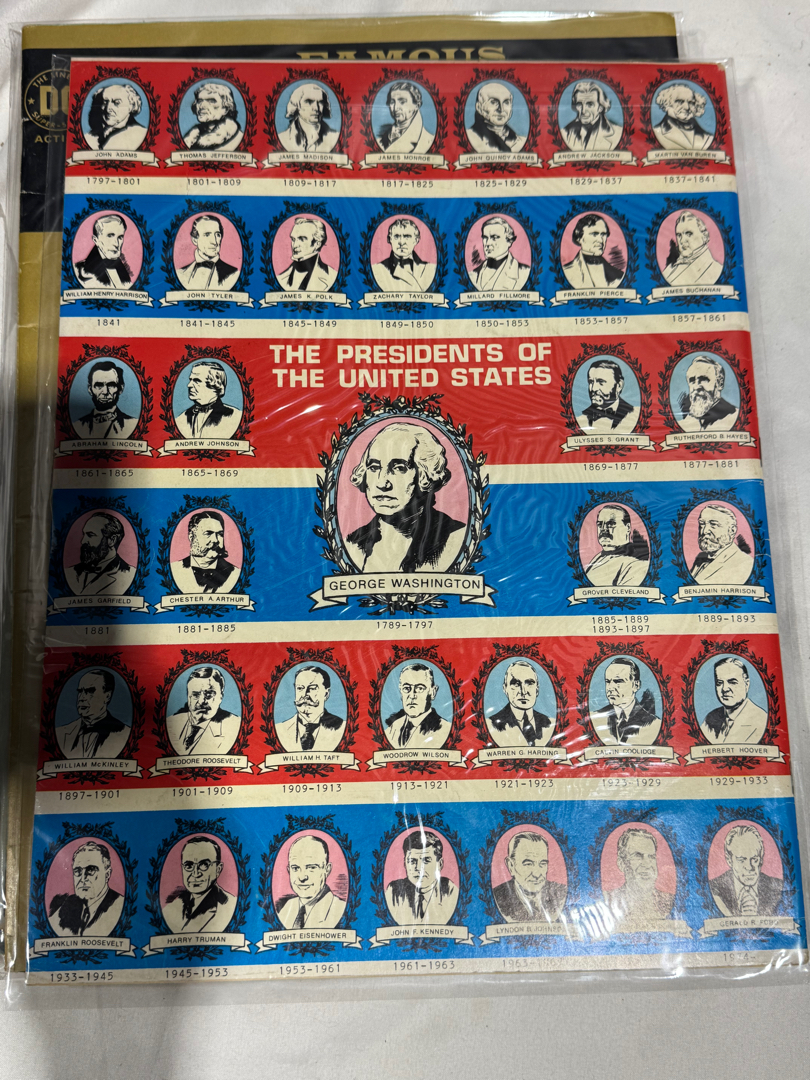 FAMOUS
THE LINE
DC
SUPER
ACTI
JOHN ADAMS
THOMAS JEFFERSON
JAMES MADISON
JAMES MONROE
JOHN QUINCY ADAMS
ANDREW JACKSON
MARTIN VAN BUREN
1797-1801
1801-1809
1809-1817
1817-1825
1825-1829
1829-1837
1837-1841
WILLIAM HENRY HARRISON
JOHN TYLER
JAMES K. POLK
ZACHARY TAYLOR
MILLARD FILLMORE
FRANKLIN PIERCE
JAMES BUCHANAN
1841
1841-1845
1845-1849
1849-1850
1850-1853
1853-1857
1857-1861
THE PRESIDENTS OF
THE UNITED STATES
ABRAHAM LINCOLN
ANDREW JOHNSON
ULYSSES S. GRANT
RUTHERFORD B. HAYES
1861-1865
1865-1869
1869-1877
1877-1881
JAMES GARFIELD
CHESTER A. ARTHUR
GEORGE WASHINGTON
GROVER CLEVELAND
BENJAMIN HARRISON
1881
1881-1885
1789-1797
1885-1889
1893-1897
1889-1893
WILLIAM McKINLEY
THEODORE ROOSEVELT
WILLIAM H. TAFT
WOODROW WILSON
WARREN G. HARDING
CALVIN COOLIDGE
HERBERT HOOVER
1897-1901
1901-1909
1909-1913
1913-1921
1921-1923
1923-1929
1929-1933
FRANKLIN ROOSEVELT
HARRY TRUMAN
DWIGHT EISENHOWER
JOHN F. KENNEDY
LYNDON B. JOHNSON
GERALD R. FORD
1933-1945
1945-1953
1953-1961
1961-1963